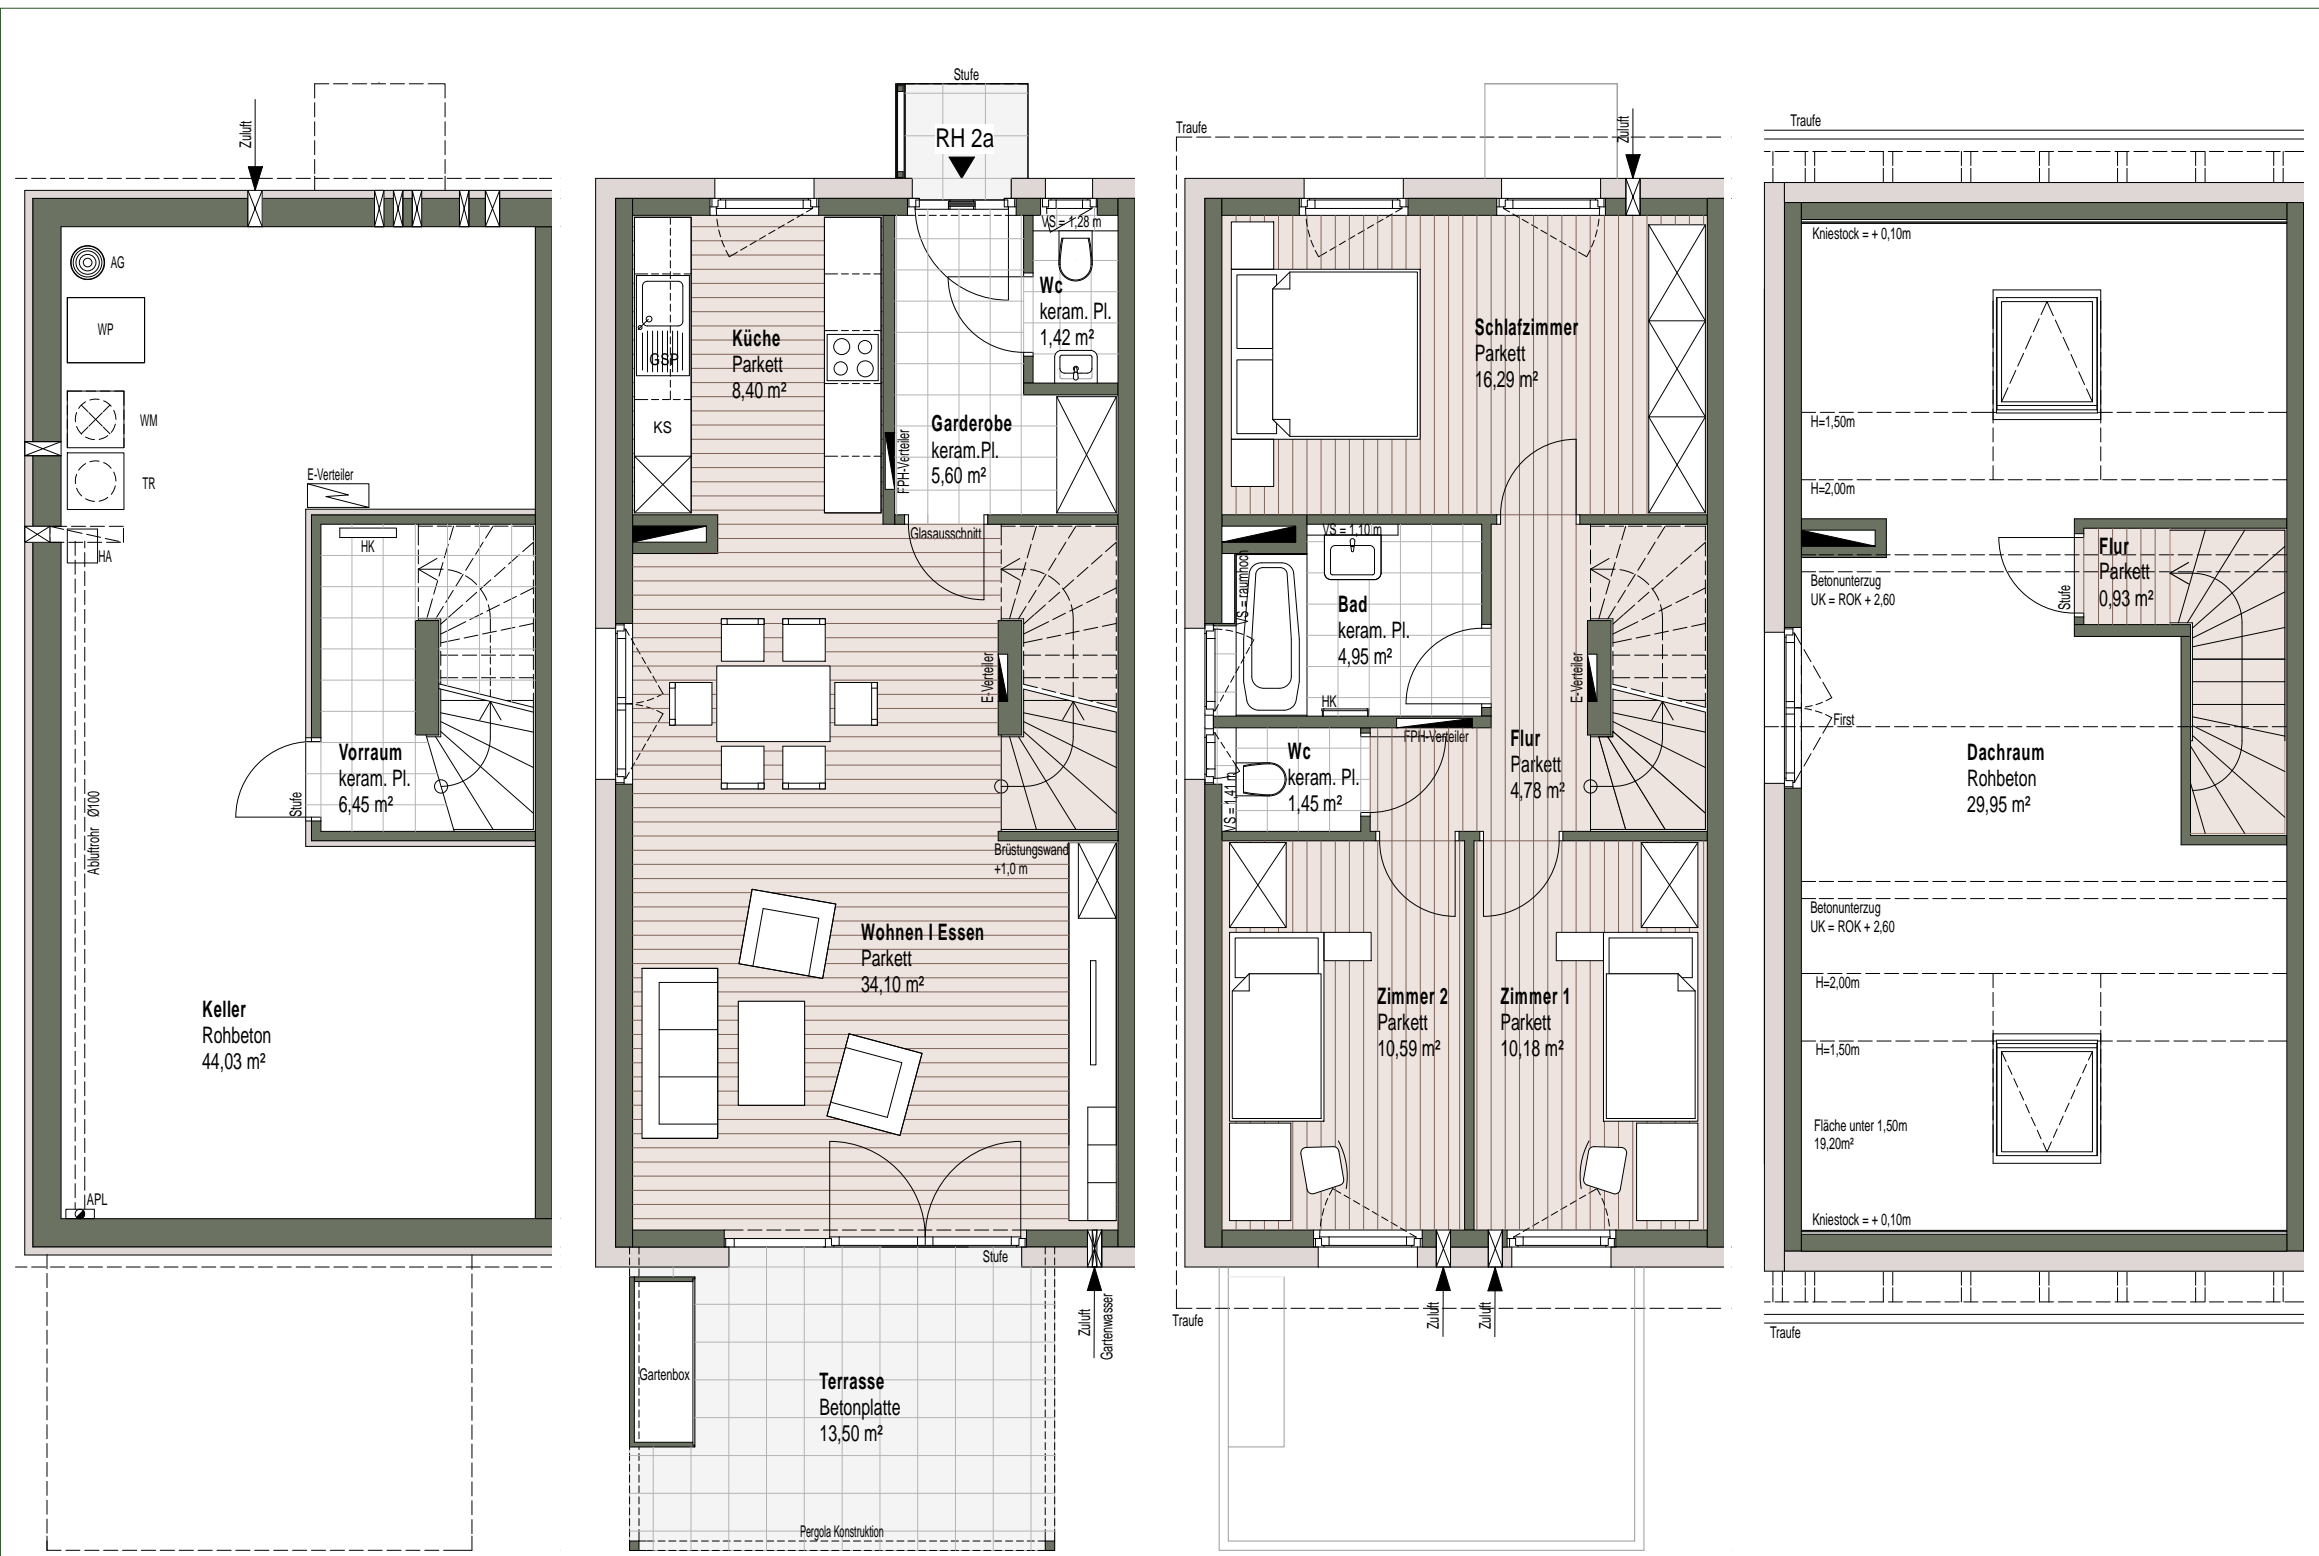 Zuluft
AG
WP
WM
TR
E-Verteiler
HA
HK
Vorraum
keram. Pl.
6,45 m²
Stufe
Abluftrohr Ø100
Keller
Rohbeton
44,03 m²
APL
Stufe
RH 2a
VS = 1,28 m
Wc
keram. Pl.
1,42 m²
Küche
Parkett
8,40 m²
GSP
KS
Garderobe
keram.Pl.
5,60 m²
FPH-Verteiler
Glasausschnitt
E-Verteiler
Brüstungswand
+1,0 m
Wohnen I Essen
Parkett
34,10 m²
Stufe
Zuluft
Gartenwasser
Gartenbox
Terrasse
Betonplatte
13,50 m²
Pergola Konstruktion
Traufe
Zuluft
Schlafzimmer
Parkett
16,29 m²
VS = 1,10 m
VS = raumhoch
Bad
keram. Pl.
4,95 m²
HK
E-Verteiler
FPH-Verteiler
Wc
keram. Pl.
1,45 m²
VS = 1,41 m
Flur
Parkett
4,78 m²
Zimmer 2
Parkett
10,59 m²
Zimmer 1
Parkett
10,18 m²
Zuluft
Zuluft
Traufe
Traufe
Kniestock = + 0,10m
H=1,50m
H=2,00m
Flur
Parkett
0,93 m²
Stufe
Betonunterzug
UK = ROK + 2,60
First
Dachraum
Rohbeton
29,95 m²
Betonunterzug
UK = ROK + 2,60
H=2,00m
H=1,50m
Fläche unter 1,50m
19,20m²
Kniestock = + 0,10m
Traufe